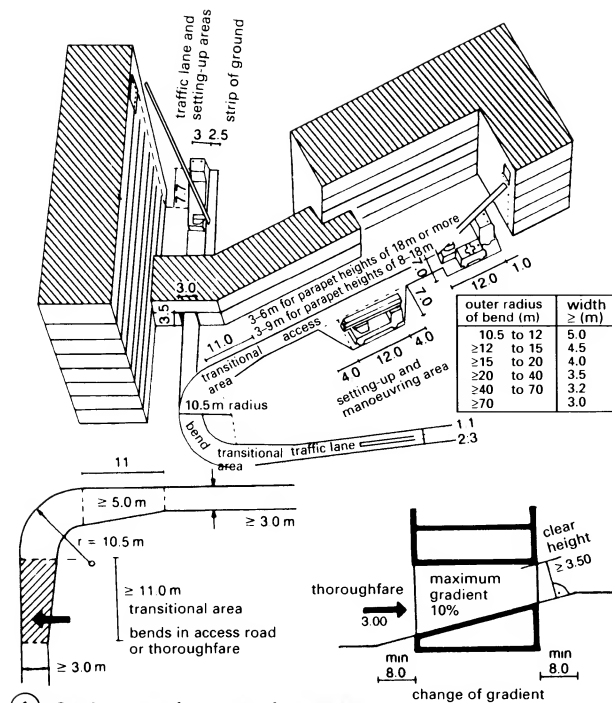 traffic lane and
setting-up areas
strip of ground
3 2.5
7.7
3.0
3.5
3–6m for parapet heights of 18m or more
3–9m for parapet heights of 8–18m
11.0
transitional access
area
7.0
12.0
1.0
4.0 12.0 4.0
setting-up and
manoeuvring area
outer radius
of bend (m)
width
≥ (m)
10.5 to 12 5.0
≥12 to 15 4.5
≥15 to 20 4.0
≥20 to 40 3.5
≥40 to 70 3.2
≥70 3.0
10.5m radius
bend
transitional traffic lane
area
1 1
2:3
11
≥ 5.0m
≥ 3.0m
r = 10.5m
≥ 11.0m
transitional area
bends in access road
or thoroughfare
≥ 3.0m
thoroughfare
3.00
maximum
gradient
10%
clear
height
≥ 3.50
min
8.0
min
8.0
change of gradient